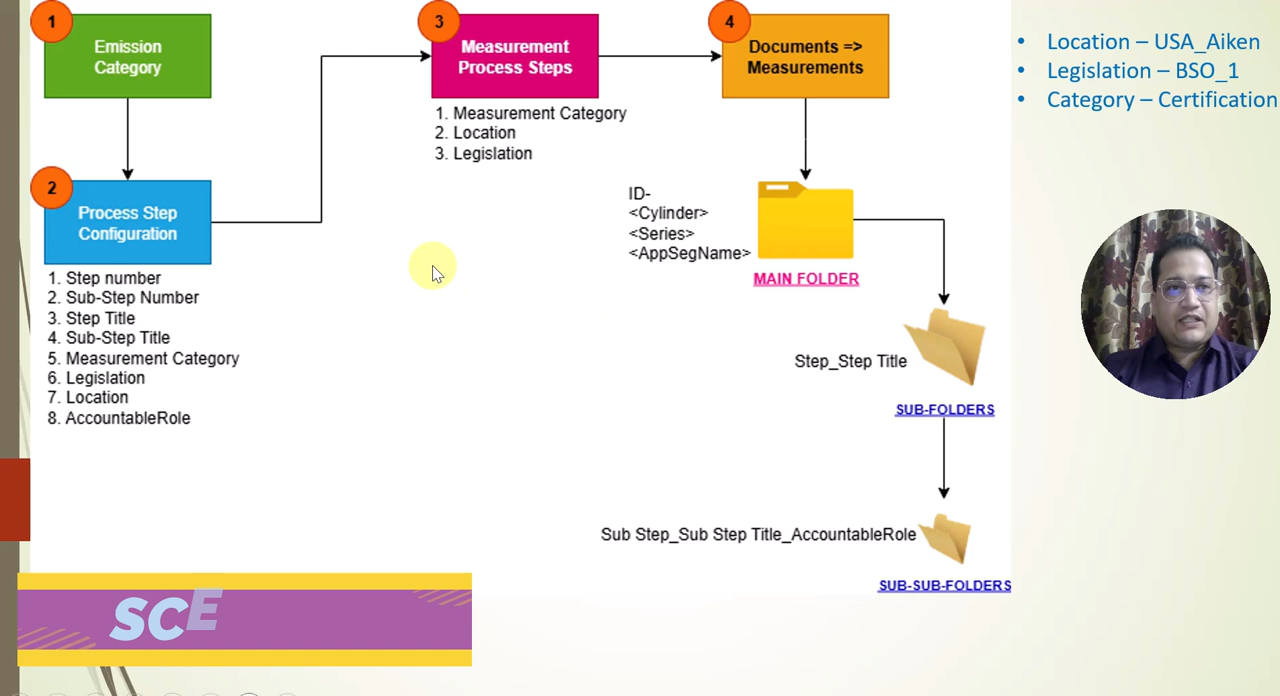 1
Emission
Category
3
Measurement
Process Steps
4
Documents =>
Measurements
• Location – USA_Aiken
• Legislation – BSO_1
• Category – Certification
1. Measurement Category
2. Location
3. Legislation
2
Process Step
Configuration
1. Step number
2. Sub-Step Number
3. Step Title
4. Sub-Step Title
5. Measurement Category
6. Legislation
7. Location
8. AccountableRole
ID-
<Cylinder>
<Series>
<AppSegName>
MAIN FOLDER
Step_Step Title
SUB-FOLDERS
Sub Step_Sub Step Title_AccountableRole
SUB-SUB-FOLDERS
SCE